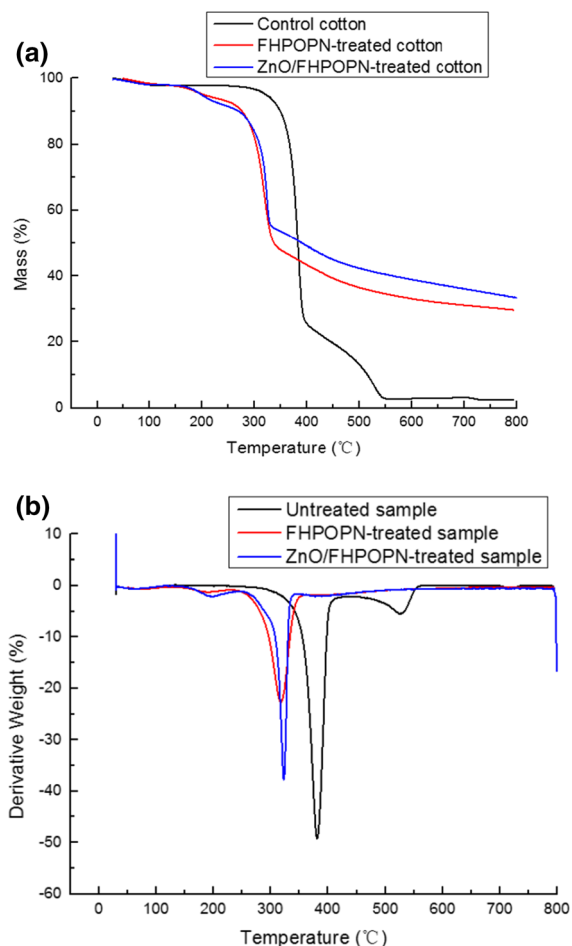 (a)
Control cotton
FHPOPN-treated cotton
ZnO/FHPOPN-treated cotton
100
80
60
40
20
0
Mass (%)
0 100 200 300 400 500 600 700 800
Temperature (℃)
(b)
Untreated sample
FHPOPN-treated sample
ZnO/FHPOPN-treated sample
10
0
-10
-20
-30
-40
-50
-60
Derivative Weight (%)
0 100 200 300 400 500 600 700 800
Temperature (℃)